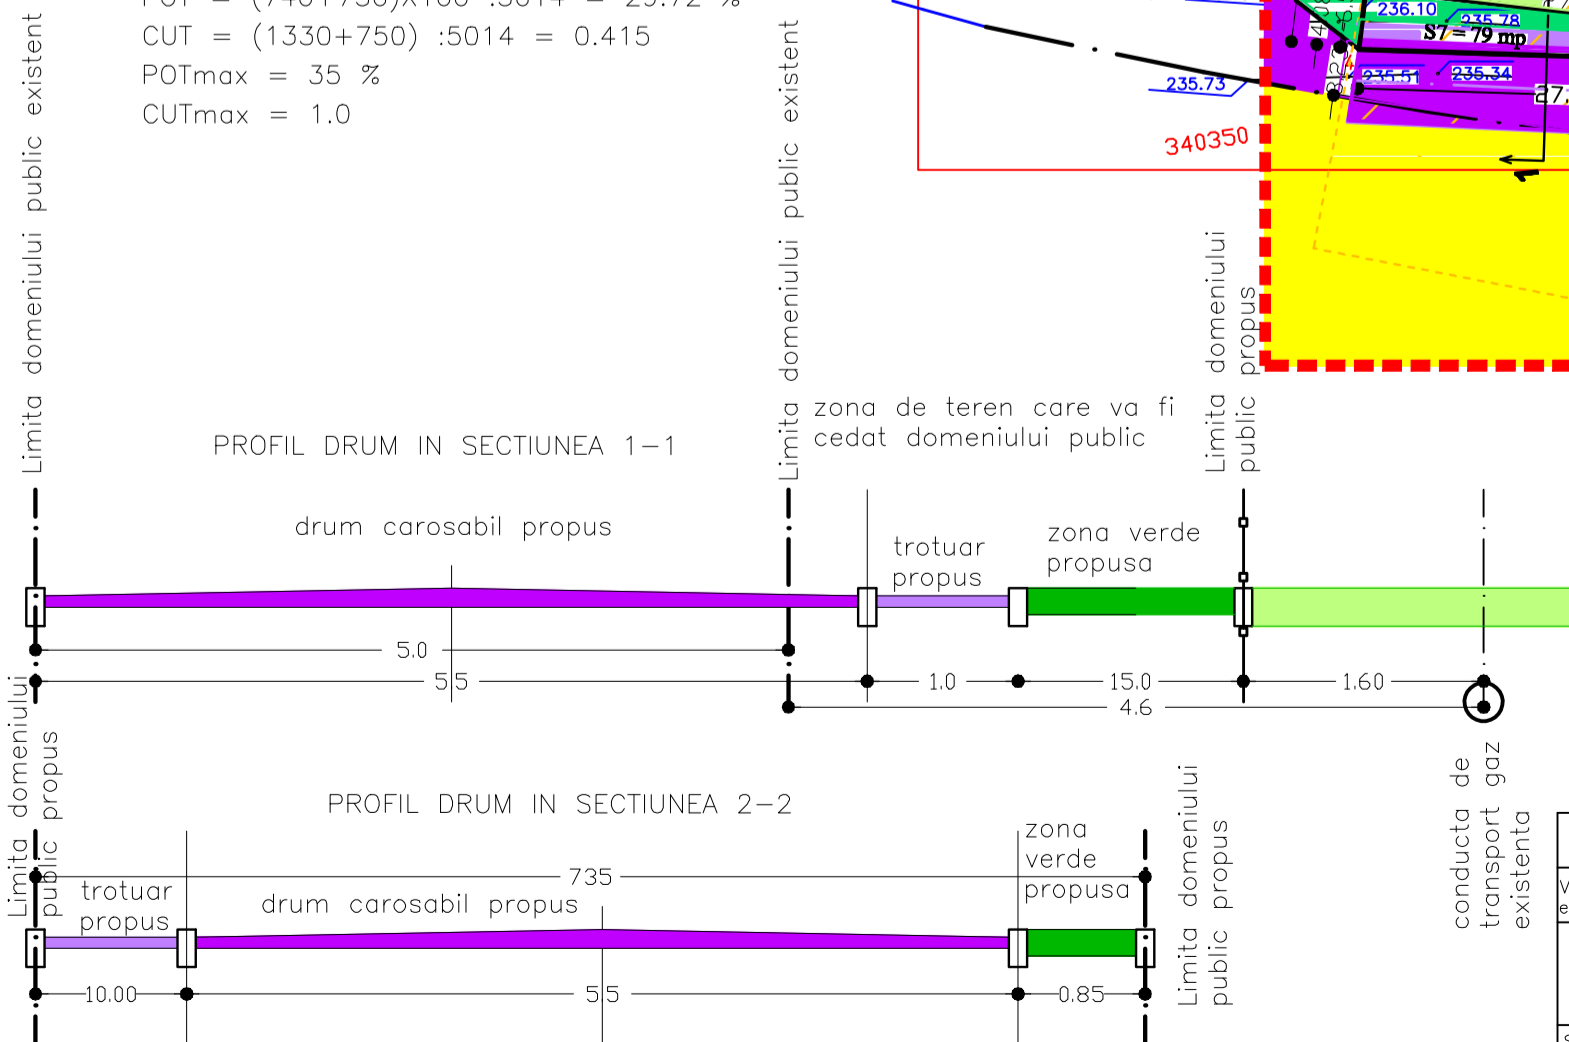 CUT = (1330+750) :5014 = 0.415
POTmax = 35 %
CUTmax = 1.0
Limita domeniului public existent
Limita domeniului public existent
235.73
340350
236.10
235.78
S7 = 79 mp
235.51
235.34
27.
1
Limita domeniului
public propus
zona de teren care va fi
cedat domeniului public
PROFIL DRUM IN SECTIUNEA 1-1
drum carosabil propus
trotuar
propus
zona verde
propusa
5.0
5.5
1.0
15.0
1.60
4.6
Limita domeniului
public propus
PROFIL DRUM IN SECTIUNEA 2-2
735
trotuar
propus
drum carosabil propus
zona
verde
propusa
10.00
5.5
0.85
Limita domeniului
public propus
conducta de
transport gaz
existenta